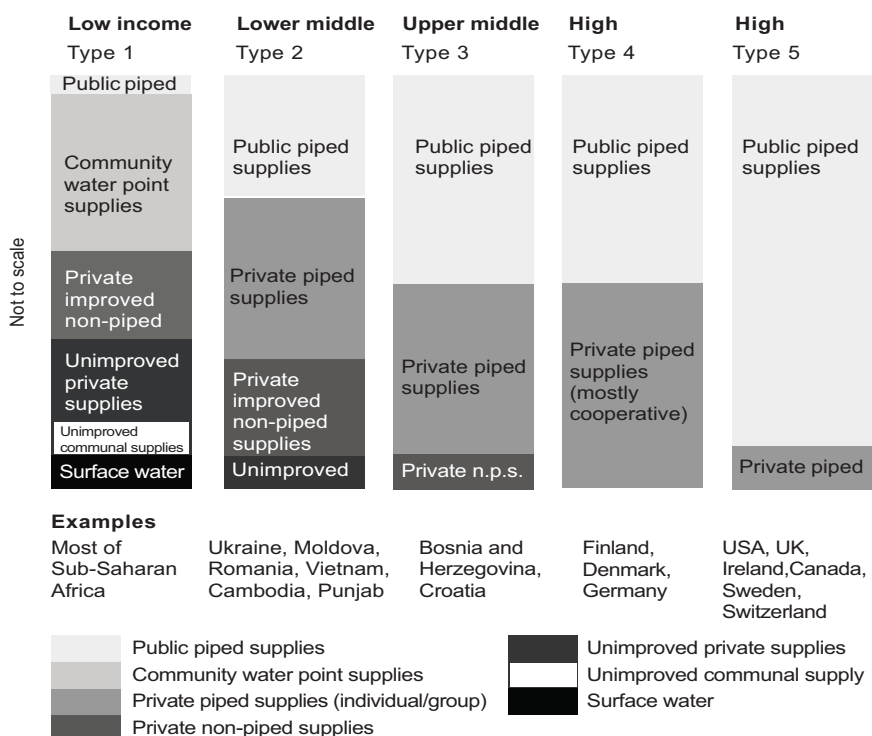 Low income
Type 1
Lower middle
Type 2
Upper middle
Type 3
High
Type 4
High
Type 5
Not to scale
Public piped
Community
water point
supplies
Private
improved
non-piped
Unimproved
private
supplies
Unimproved
communal supplies
Surface water
Public piped
supplies
Private piped
supplies
Private
improved
non-piped
supplies
Unimproved
Public piped
supplies
Private piped
supplies
Private n.p.s.
Public piped
supplies
Private piped
supplies
(mostly
cooperative)
Public piped
supplies
Private piped
Examples
Most of
Sub-Saharan
Africa
Ukraine, Moldova,
Romania, Vietnam,
Cambodia, Punjab
Bosnia and
Herzegovina,
Croatia
Finland,
Denmark,
Germany
USA, UK,
Ireland,Canada,
Sweden,
Switzerland
Public piped supplies
Community water point supplies
Private piped supplies (individual/group)
Private non-piped supplies
Unimproved private supplies
Unimproved communal supply
Surface water